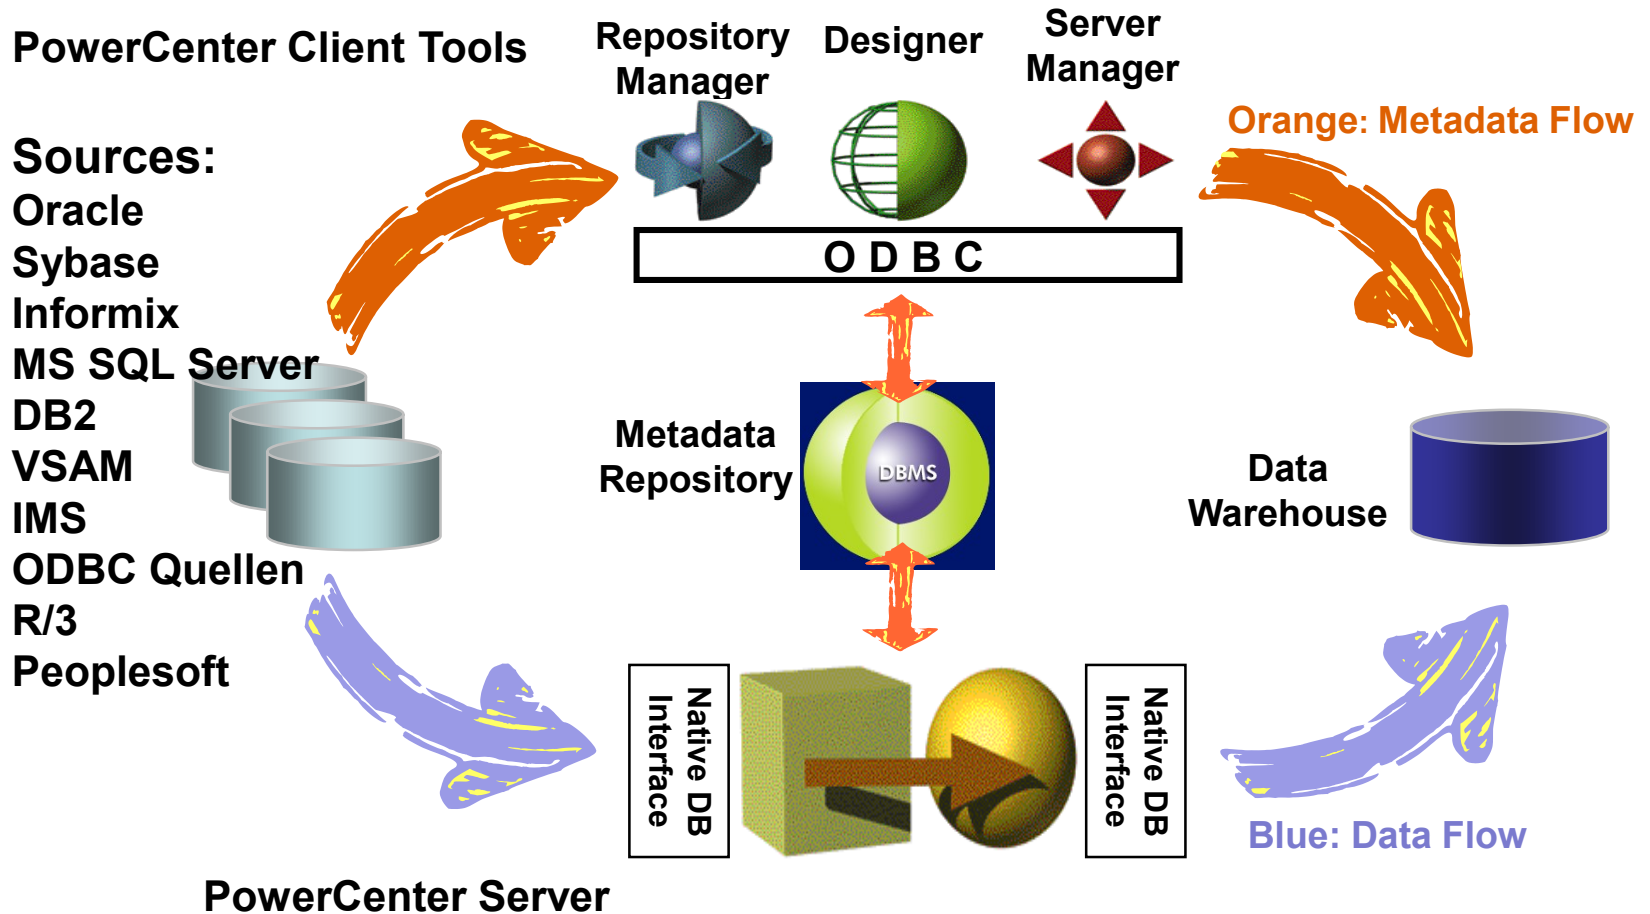 PowerCenter Client Tools
Repository
Manager
Designer
Server
Manager
Orange: Metadata Flow
Sources:
Oracle
Sybase
Informix
MS SQL Server
DB2
VSAM
IMS
ODBC Quellen
R/3
Peoplesoft
O D B C
Metadata
Repository
DBMS
Data
Warehouse
Native DB
Interface
Native DB
Interface
Blue: Data Flow
PowerCenter Server